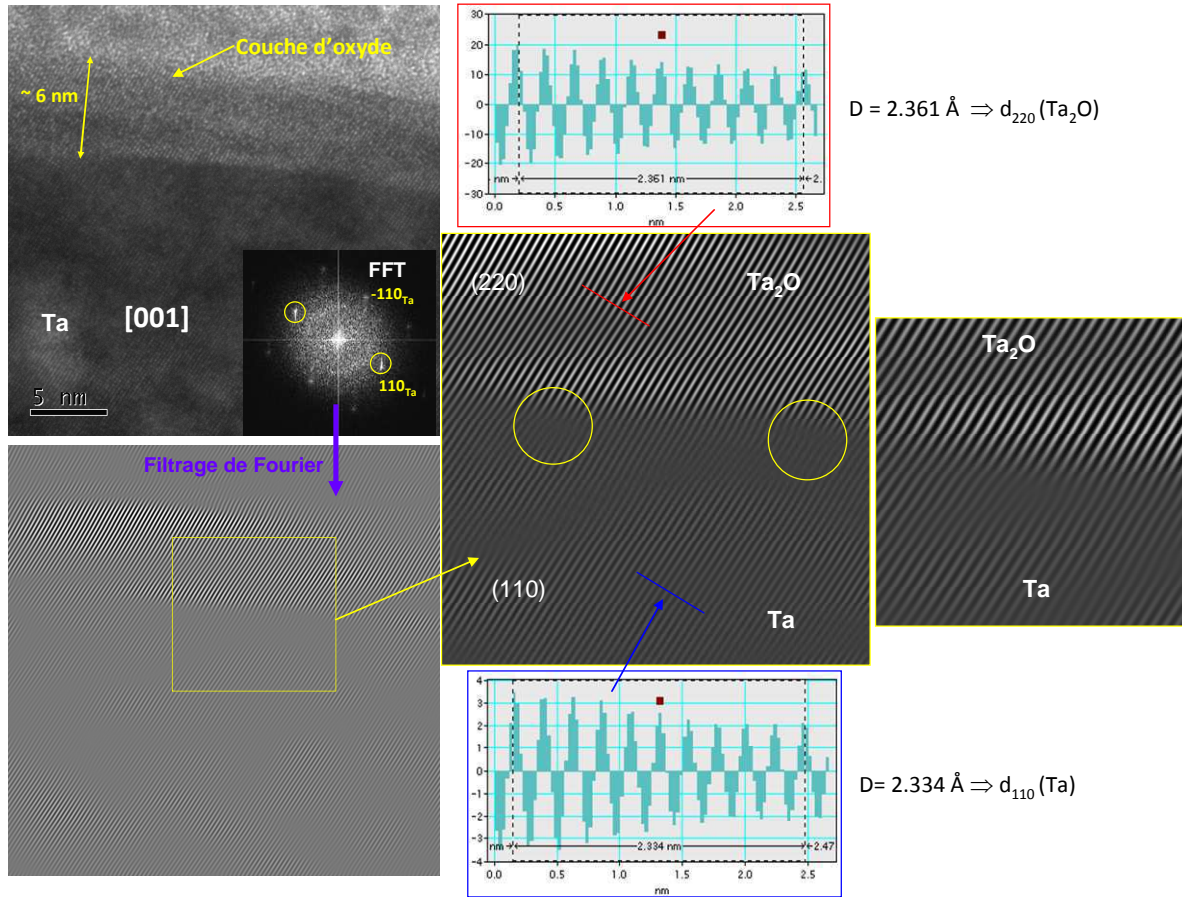 Couche d'oxyde
~ 6 nm
FFT
-110Ta
110Ta
Ta
[001]
5 nm
Filtrage de Fourier
30
20
10
0
-10
-20
-30
nm
2.361 nm
2.
0.0
0.5
1.0
1.5
2.0
2.5
nm
D = 2.361 Å ⇒ d220 (Ta2O)
(220)
Ta2O
(110)
Ta
Ta2O
Ta
4
3
2
1
0
-1
-2
-3
-4
nm
2.334 nm
2.47
0.0
0.5
1.0
1.5
2.0
2.5
nm
D= 2.334 Å ⇒ d110 (Ta)